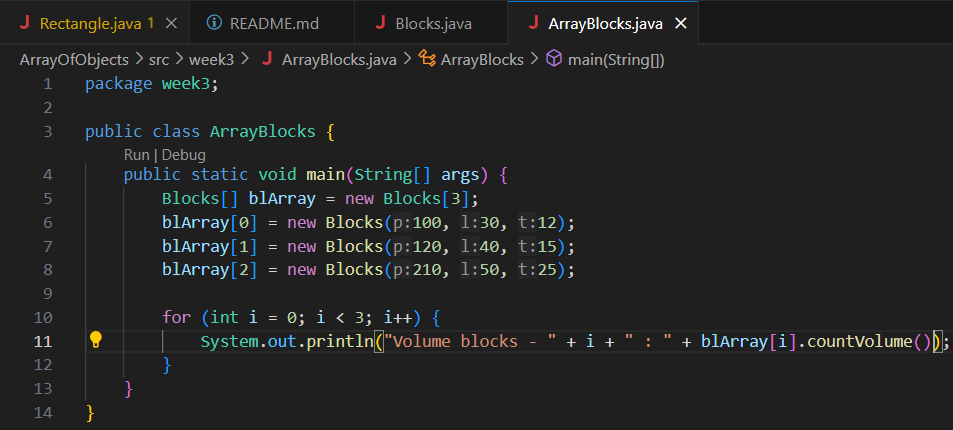 Rectangle.java 1 README.md Blocks.java ArrayBlocks.java
ArrayOfObjects > src > week3 > ArrayBlocks.java > ArrayBlocks > main(String[])
1 package week3;
2
3 public class ArrayBlocks {
Run | Debug
4 public static void main(String[] args) {
5 Blocks[] blArray = new Blocks[3];
6 blArray[0] = new Blocks(p:100, l:30, t:12);
7 blArray[1] = new Blocks(p:120, l:40, t:15);
8 blArray[2] = new Blocks(p:210, l:50, t:25);
9
10 for (int i = 0; i < 3; i++) {
11 System.out.println("Volume blocks - " + i + " : " + blArray[i].countVolume());
12 }
13 }
14 }